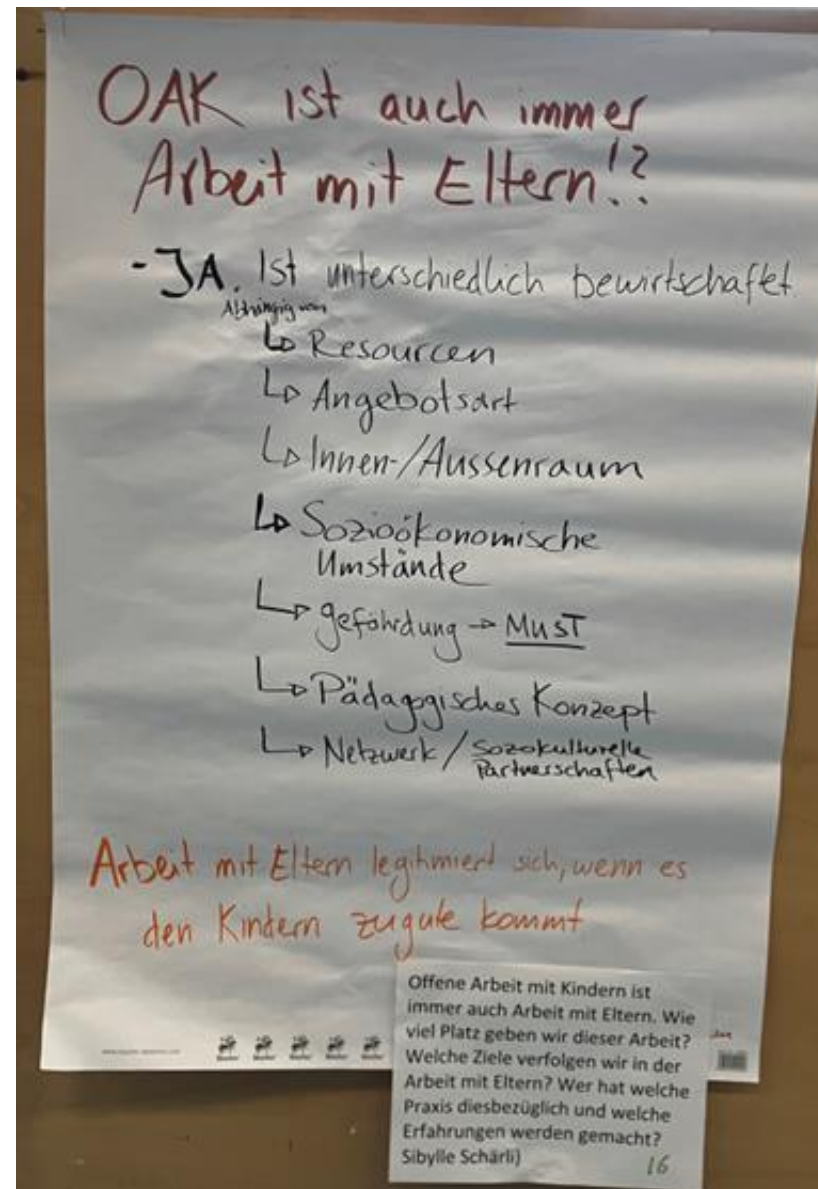 OAK ist auch immer
Arbeit mit Eltern!?
- JA. Ist unterschiedlich bewirtschaftet
Abhängig von
↳ Resourcen
↳ Angebotsart
↳ Innen-/Aussenraum
↳ Sozioökonomische
Umstände
↳ gefährdung → MUST
↳ Pädagogisches Konzept
↳ Netzwerk / Sozokulturelle
Partnerschaften
Arbeit mit Eltern legitimiert sich, wenn es
den Kindern zugute kommt
Offene Arbeit mit Kindern ist
immer auch Arbeit mit Eltern. Wie
viel Platz geben wir dieser Arbeit?
Welche Ziele verfolgen wir in der
Arbeit mit Eltern? Wer hat welche
Praxis diesbezüglich und welche
Erfahrungen werden gemacht?
Sibylle Schärli)
16